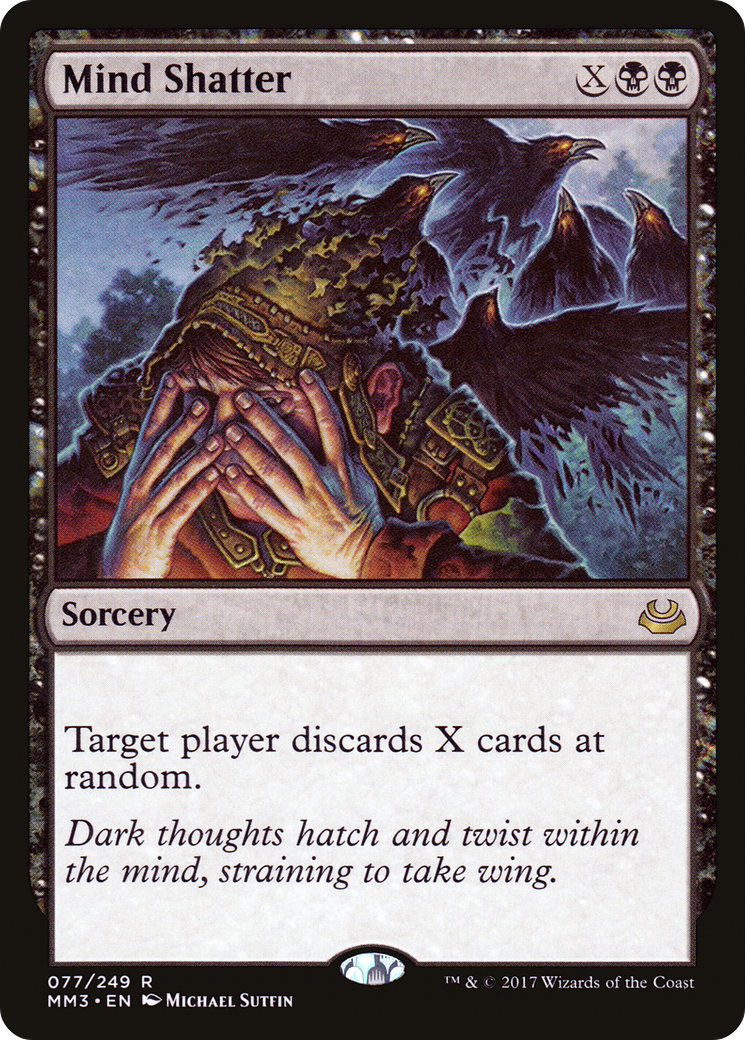 Mind Shatter X
Sorcery
Target player discards X cards at
random.
Dark thoughts hatch and twist within
the mind, straining to take wing.
077/249 R
MM3 • EN Michael Sutfin
™ & © 2017 Wizards of the Coast